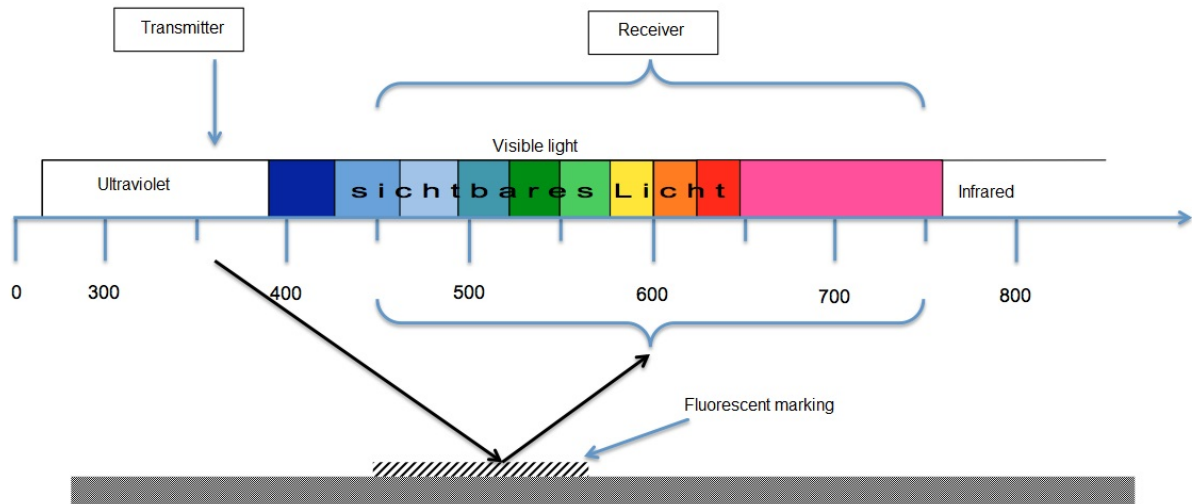 Transmitter
Receiver
Visible light
Ultraviolet
sichtbares Licht
Infrared
0 300 400 500 600 700 800
Fluorescent marking